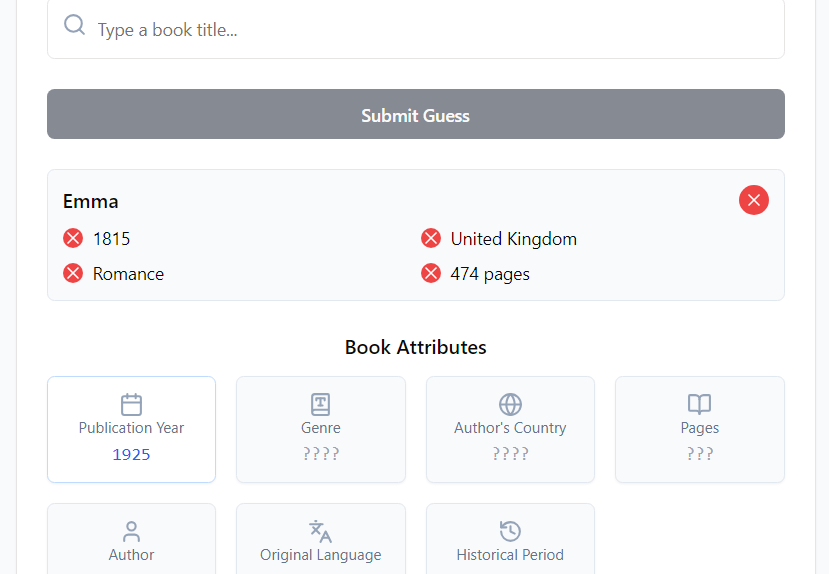 Type a book title...
Submit Guess
Emma
1815
United Kingdom
Romance
474 pages
Book Attributes
Publication Year
1925
Genre
????
Author's Country
????
Pages
???
Author
Original Language
Historical Period